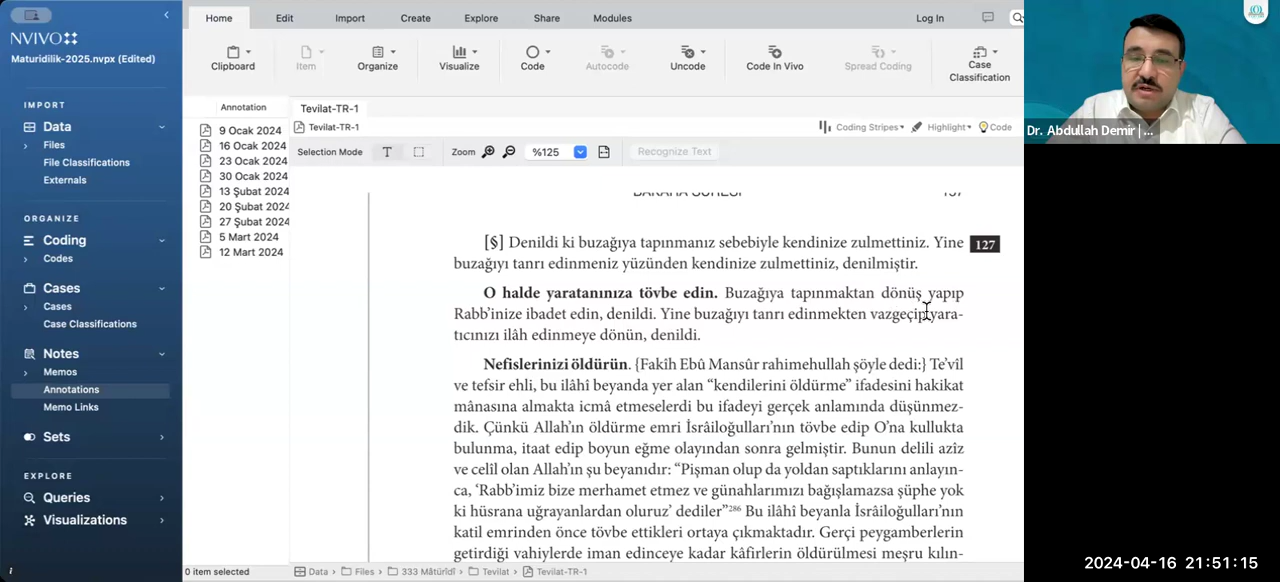 Home Edit Import Create Explore Share Modules Log In
NVIVO
Maturidilik-2025.nvpx (Edited)
Clipboard Item Organize Visualize Code Autocode Uncode Code In Vivo Spread Coding Case Classification
IMPORT
Data
Files
File Classifications
Externals
ORGANIZE
Coding
Codes
Cases
Cases
Case Classifications
Notes
Memos
Annotations
Memo Links
Sets
EXPLORE
Queries
Visualizations
Annotation
9 Ocak 2024
16 Ocak 2024
23 Ocak 2024
30 Ocak 2024
13 Şubat 2024
20 Şubat 2024
27 Şubat 2024
5 Mart 2024
12 Mart 2024
0 item selected
Tevilat-TR-1
Tevilat-TR-1 Coding Stripes Highlight Code
Selection Mode T Zoom %125 Recognize Text
[§] Denildi ki buzağıya tapınmanız sebebiyle kendinize zulmettiniz. Yine 127
buzağıyı tanrı edinmeniz yüzünden kendinize zulmettiniz, denilmiştir.
O halde yaratanınıza tövbe edin. Buzağıya tapınmaktan dönüş yapıp
Rabb'inize ibadet edin, denildi. Yine buzağıyı tanrı edinmekten vazgeçip yara-
tıcınızı ilâh edinmeye dönün, denildi.
Nefislerinizi öldürün. {Fakîh Ebû Mansûr rahimehullah şöyle dedi:} Te'vîl
ve tefsir ehli, bu ilâhî beyanda yer alan “kendilerini öldürme” ifadesini hakikat
mânasına almakta icmâ etmeselerdi bu ifadeyi gerçek anlamında düşünmez-
dik. Çünkü Allah'ın öldürme emri İsrâiloğulları'nın tövbe edip O'na kullukta
bulunma, itaat edip boyun eğme olayından sonra gelmiştir. Bunun delili azîz
ve celîl olan Allah'ın şu beyanıdır: “Pişman olup da yoldan saptıklarını anlayın-
ca, 'Rabb'imiz bize merhamet etmez ve günahlarımızı bağışlamazsa şüphe yok
ki hüsrana uğrayanlardan oluruz' dediler”286 Bu ilâhî beyanla İsrâiloğulları'nın
katil emrinden önce tövbe ettikleri ortaya çıkmaktadır. Gerçi peygamberlerin
getirdiği vahiylerde iman edinceye kadar kâfirlerin öldürülmesi meşru kılın-
Data Files 333 Mâtürîdî Tevilat Tevilat-TR-1
Dr. Abdullah Demir | ...
2024-04-16 21:51:15